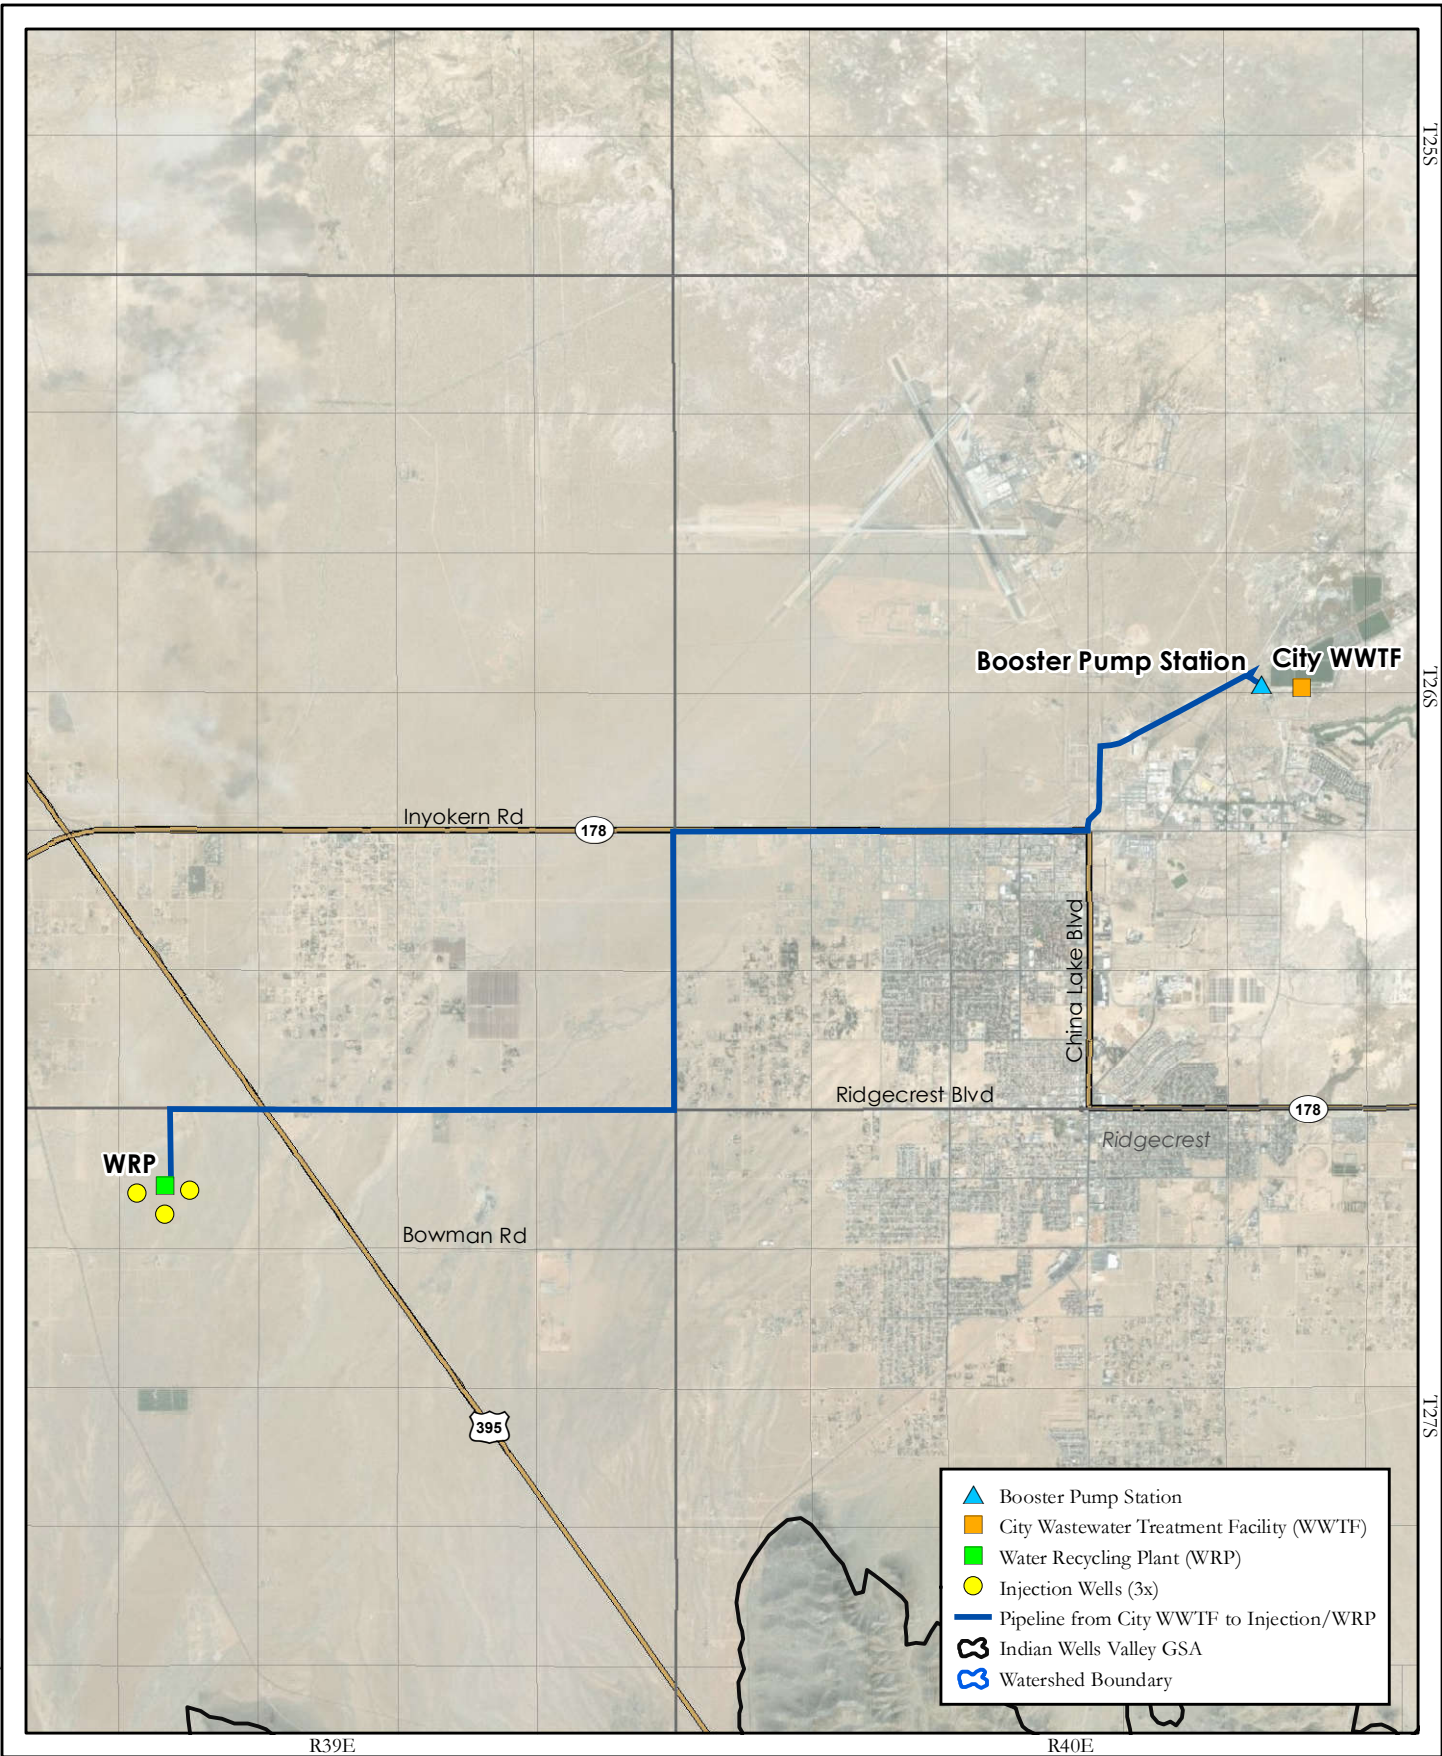 T25S
Booster Pump Station
City WWTF
T26S
Inyokern Rd
178
China Lake Blvd
Ridgecrest Blvd
178
Ridgecrest
WRP
Bowman Rd
395
T27S
Booster Pump Station
City Wastewater Treatment Facility (WWTF)
Water Recycling Plant (WRP)
Injection Wells (3x)
Pipeline from City WWTF to Injection/WRP
Indian Wells Valley GSA
Watershed Boundary
R39E
R40E